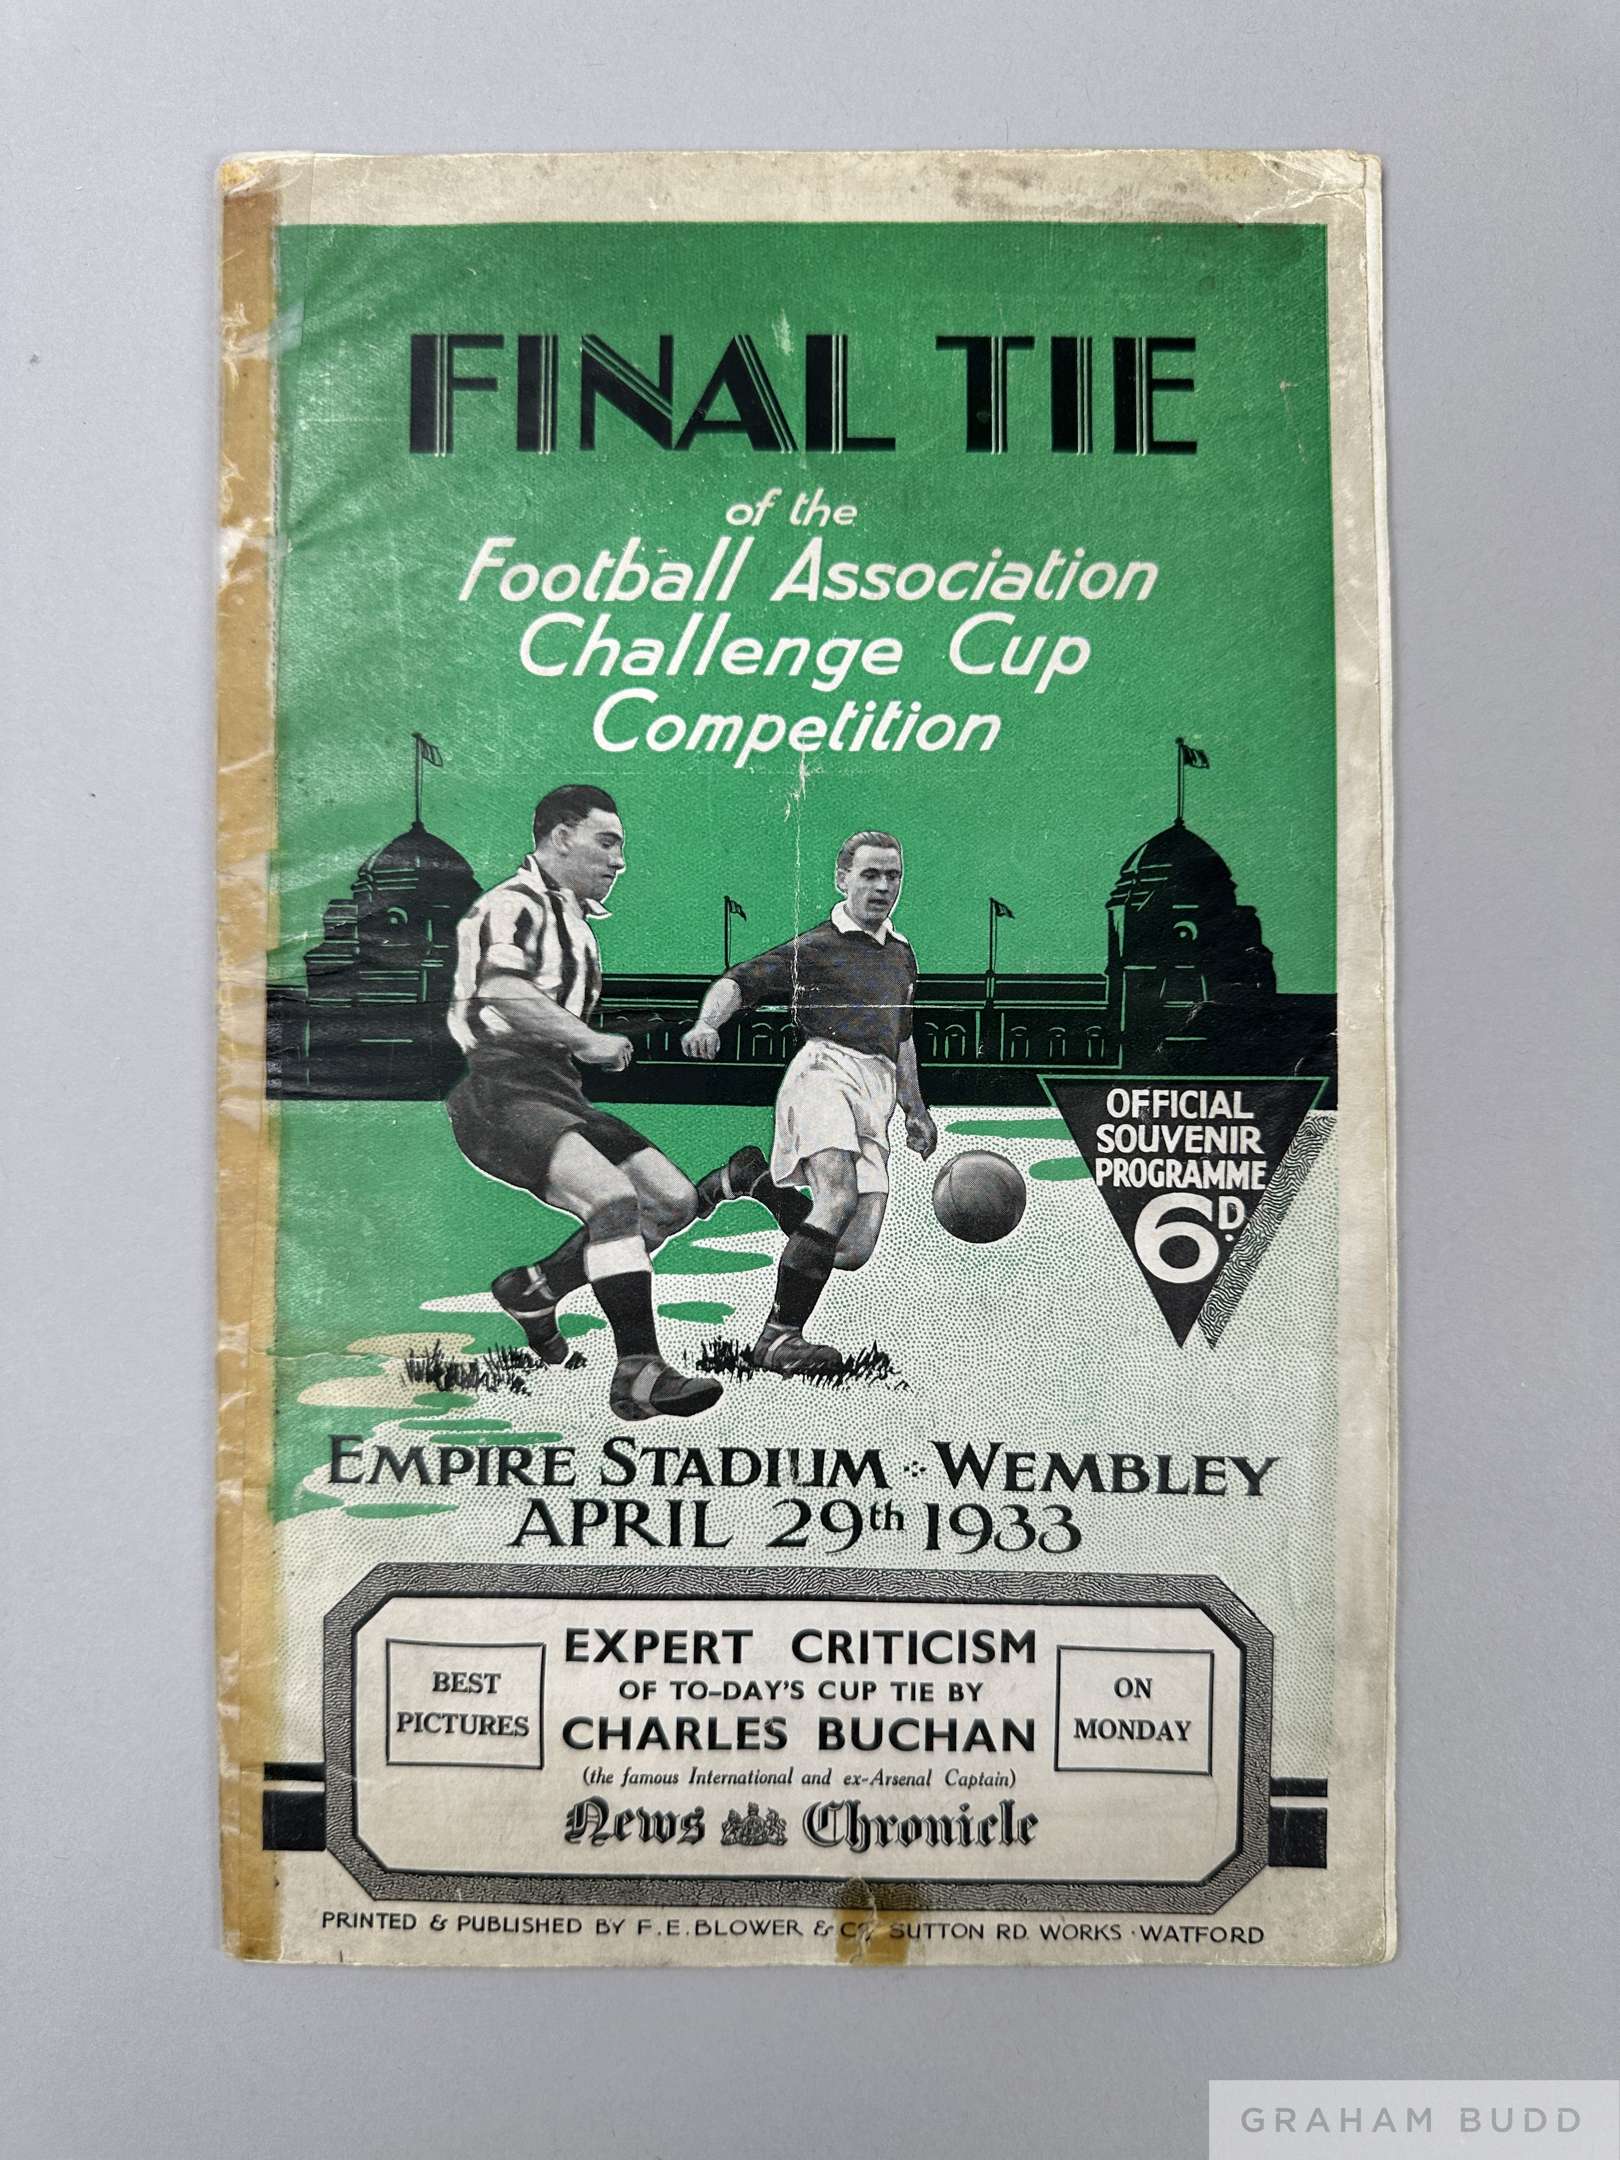 FINAL TIE
of the
Football Association
Challenge Cup
Competition
OFFICIAL
SOUVENIR
PROGRAMME
6D.
EMPIRE STADIUM WEMBLEY
APRIL 29th 1933
BEST
PICTURES
EXPERT CRITICISM
OF TO-DAY'S CUP TIE BY
CHARLES BUCHAN
(the famous International and ex-Arsenal Captain)
News Chronicle
ON
MONDAY
PRINTED & PUBLISHED BY F.E. BLOWER & Co, SUTTON RD. WORKS · WATFORD
GRAHAM BUDD